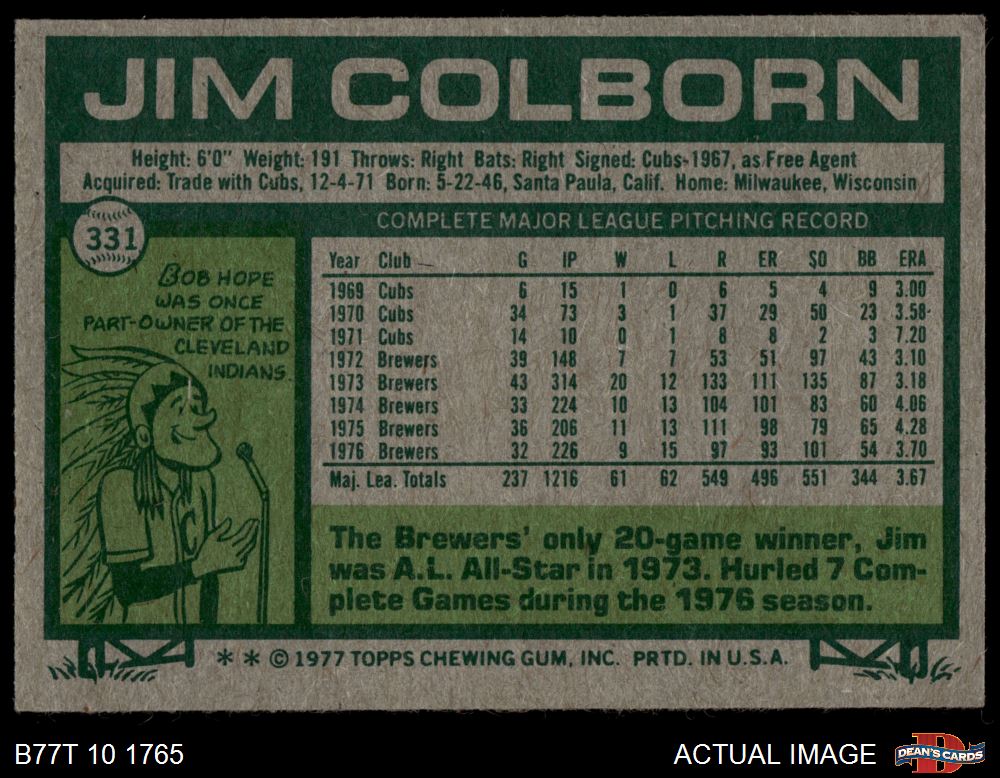 JIM COLBORN
Height: 6'0" Weight: 191 Throws: Right Bats: Right Signed: Cubs-1967, as Free Agent
Acquired: Trade with Cubs, 12-4-71 Born: 5-22-46, Santa Paula, Calif. Home: Milwaukee, Wisconsin
331
BOB HOPE
WAS ONCE
PART-OWNER OF THE
CLEVELAND
INDIANS.
C
COMPLETE MAJOR LEAGUE PITCHING RECORD
Year Club G IP W L R ER SO BB ERA
1969 Cubs 6 15 1 0 6 5 4 9 3.00
1970 Cubs 34 73 3 1 37 29 50 23 3.58
1971 Cubs 14 10 0 1 8 8 2 3 7.20
1972 Brewers 39 148 7 7 53 51 97 43 3.10
1973 Brewers 43 314 20 12 133 111 135 87 3.18
1974 Brewers 33 224 10 13 104 101 83 60 4.06
1975 Brewers 36 206 11 13 111 98 79 65 4.28
1976 Brewers 32 226 9 15 97 93 101 54 3.70
Maj. Lea. Totals 237 1216 61 62 549 496 551 344 3.67
The Brewers' only 20-game winner, Jim
was A.L. All-Star in 1973. Hurled 7 Com-
plete Games during the 1976 season.
* * © 1977 TOPPS CHEWING GUM, INC. PRTD. IN U.S.A.
B77T 10 1765
ACTUAL IMAGE
DEAN'S CARDS